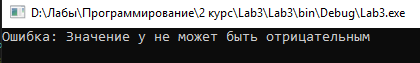 D:\Лабы\Программирование\2 курс\Lab3\Lab3\bin\Debug\Lab3.exe
Ошибка: Значение у не может быть отрицательным